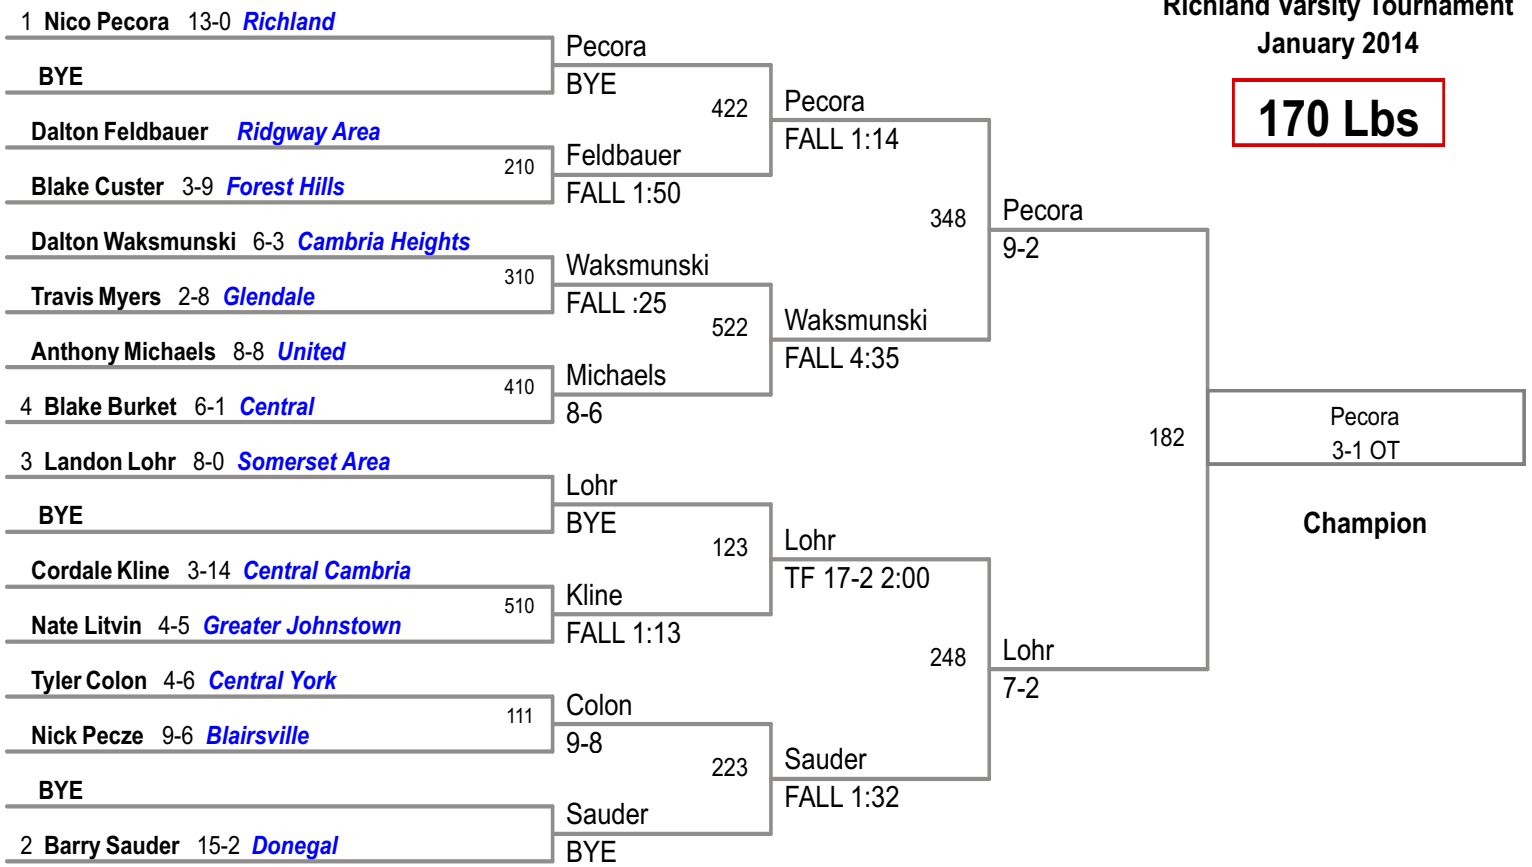 Richland Varsity Tournament
January 2014
170 Lbs
1 Nico Pecora 13-0 Richland
BYE
Dalton Feldbauer Ridgway Area
Blake Custer 3-9 Forest Hills
Dalton Waksmunski 6-3 Cambria Heights
Travis Myers 2-8 Glendale
Anthony Michaels 8-8 United
4 Blake Burket 6-1 Central
3 Landon Lohr 8-0 Somerset Area
BYE
Cordale Kline 3-14 Central Cambria
Nate Litvin 4-5 Greater Johnstown
Tyler Colon 4-6 Central York
Nick Pecze 9-6 Blairsville
BYE
2 Barry Sauder 15-2 Donegal
210
310
410
510
111
Pecora
BYE
Feldbauer
FALL 1:50
Waksmunski
FALL :25
Michaels
8-6
Lohr
BYE
Kline
FALL 1:13
Colon
9-8
Sauder
BYE
422
522
123
223
Pecora
FALL 1:14
Waksmunski
FALL 4:35
Lohr
TF 17-2 2:00
Sauder
FALL 1:32
348
248
Pecora
9-2
Lohr
7-2
182
Pecora
3-1 OT
Champion